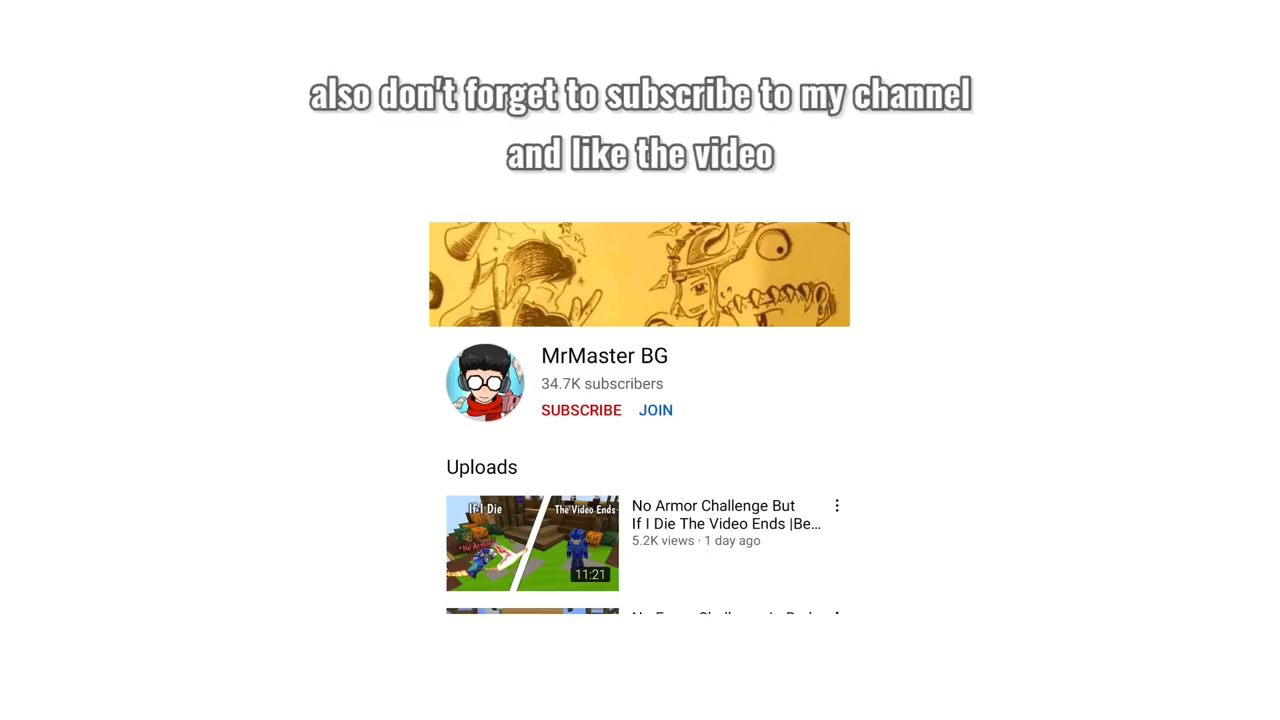 also don't forget to subscribe to my channel
and like the video
MrMaster BG
34.7K subscribers
SUBSCRIBE JOIN
Uploads
If I Die The Video Ends
*No Armor*
11:21
No Armor Challenge But
If I Die The Video Ends |Be...
5.2K views · 1 day ago